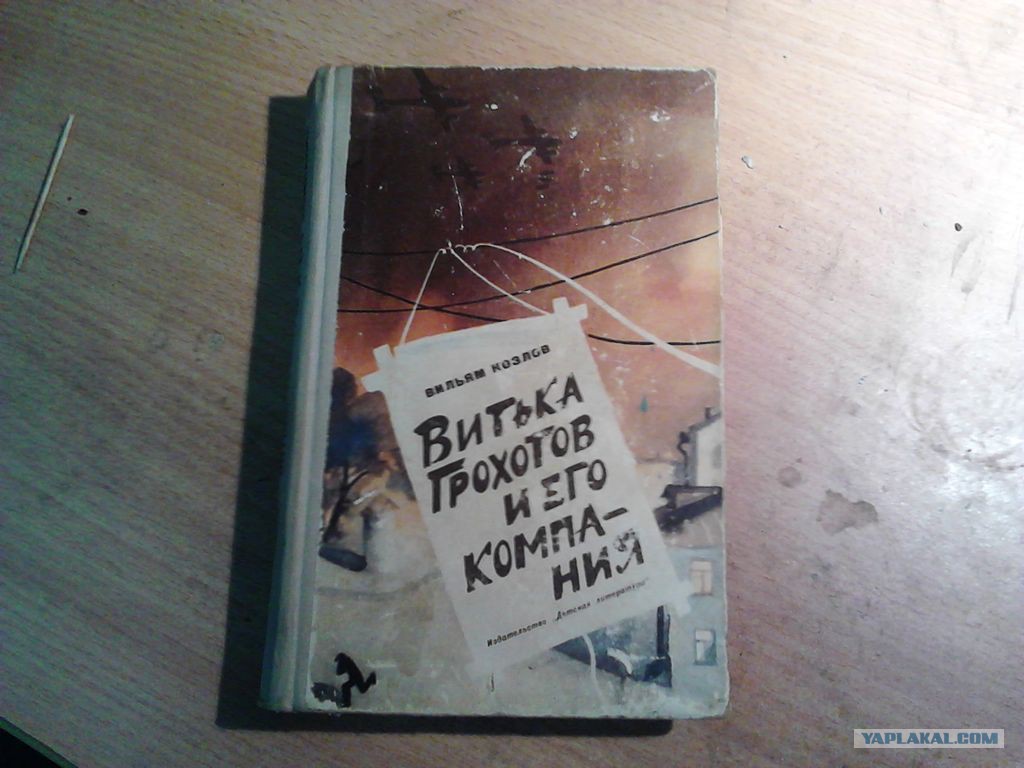 Вильям Козлов
Витька
Грохотов
и его
компа-
ния
Издательство „Детская литература“
YAPLAKAL.COM